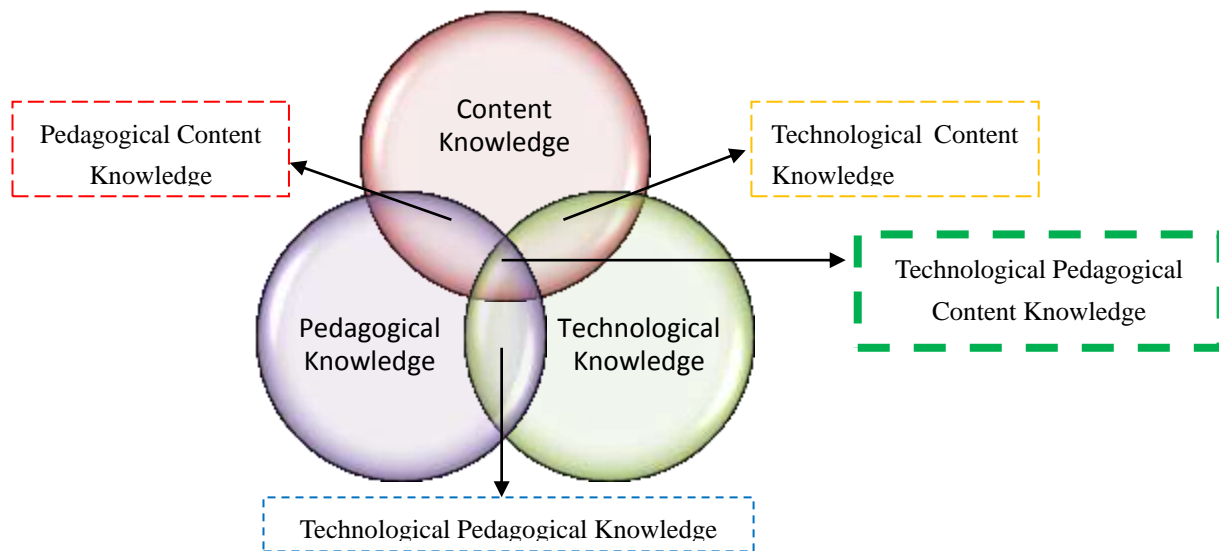 Content
Knowledge
Pedagogical Content
Knowledge
Technological Content
Knowledge
Technological Pedagogical
Content Knowledge
Pedagogical
Knowledge
Technological
Knowledge
Technological Pedagogical Knowledge